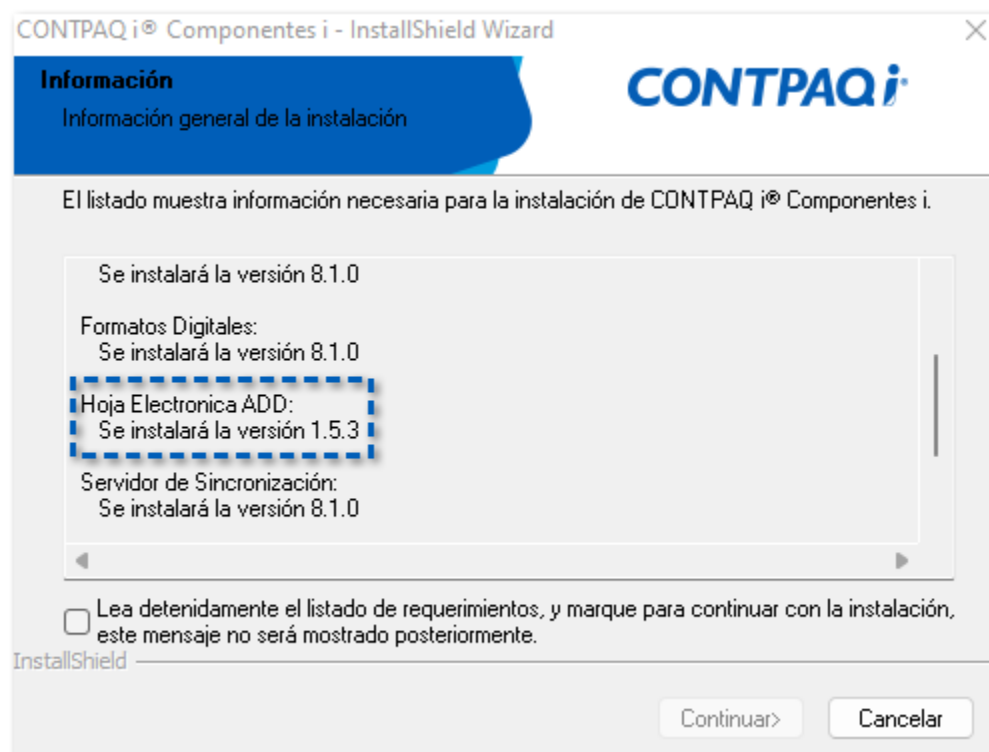 CONTPAQ i® Componentes i - InstallShield Wizard
Información
Información general de la instalación
CONTPAQi®
El listado muestra información necesaria para la instalación de CONTPAQ i® Componentes i.
Se instalará la versión 8.1.0
Formatos Digitales:
Se instalará la versión 8.1.0
Hoja Electronica ADD:
Se instalará la versión 1.5.3
Servidor de Sincronización:
Se instalará la versión 8.1.0
Lea detenidamente el listado de requerimientos, y marque para continuar con la instalación,
este mensaje no será mostrado posteriormente.
InstallShield
Continuar>
Cancelar